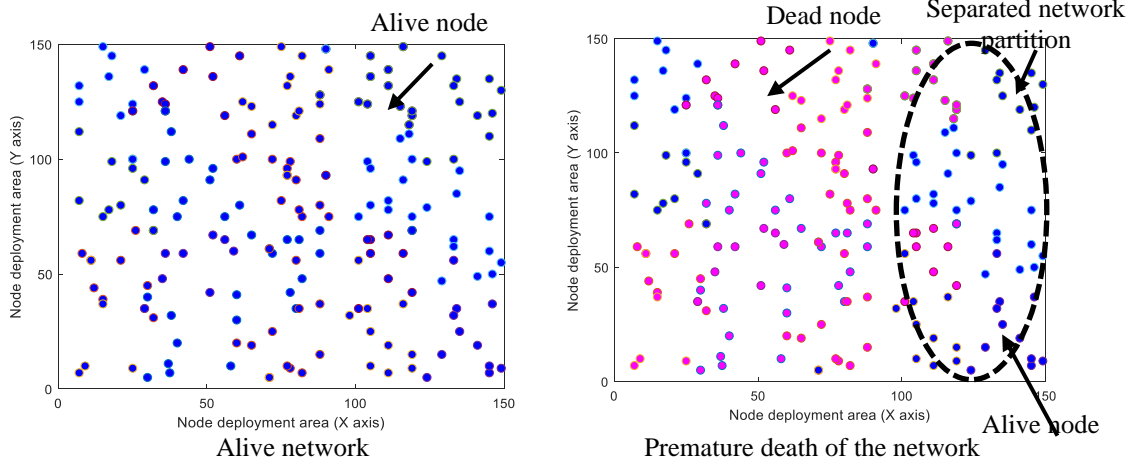 Alive node
150
100
50
0
0
50
100
150
Node deployment area (Y axis)
Node deployment area (X axis)
Alive network
Dead node
Separated network
partition
150
100
50
0
0
50
100
150
Node deployment area (Y axis)
Node deployment area (X axis)
Alive node
Premature death of the network